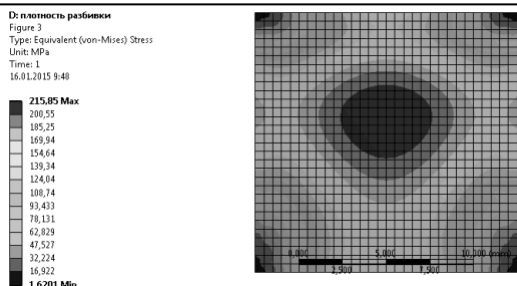 D: плотность разбивки
Figure 3
Type: Equivalent (von-Mises) Stress
Unit: MPa
Time: 1
16.01.2015 9:48
215,85 Max
200,55
185,25
169,94
154,64
139,34
124,04
108,74
93,433
78,131
62,829
47,527
32,224
16,922
1,6201 Min
0,000 5,000 10,000 (mm)
2,500 7,500